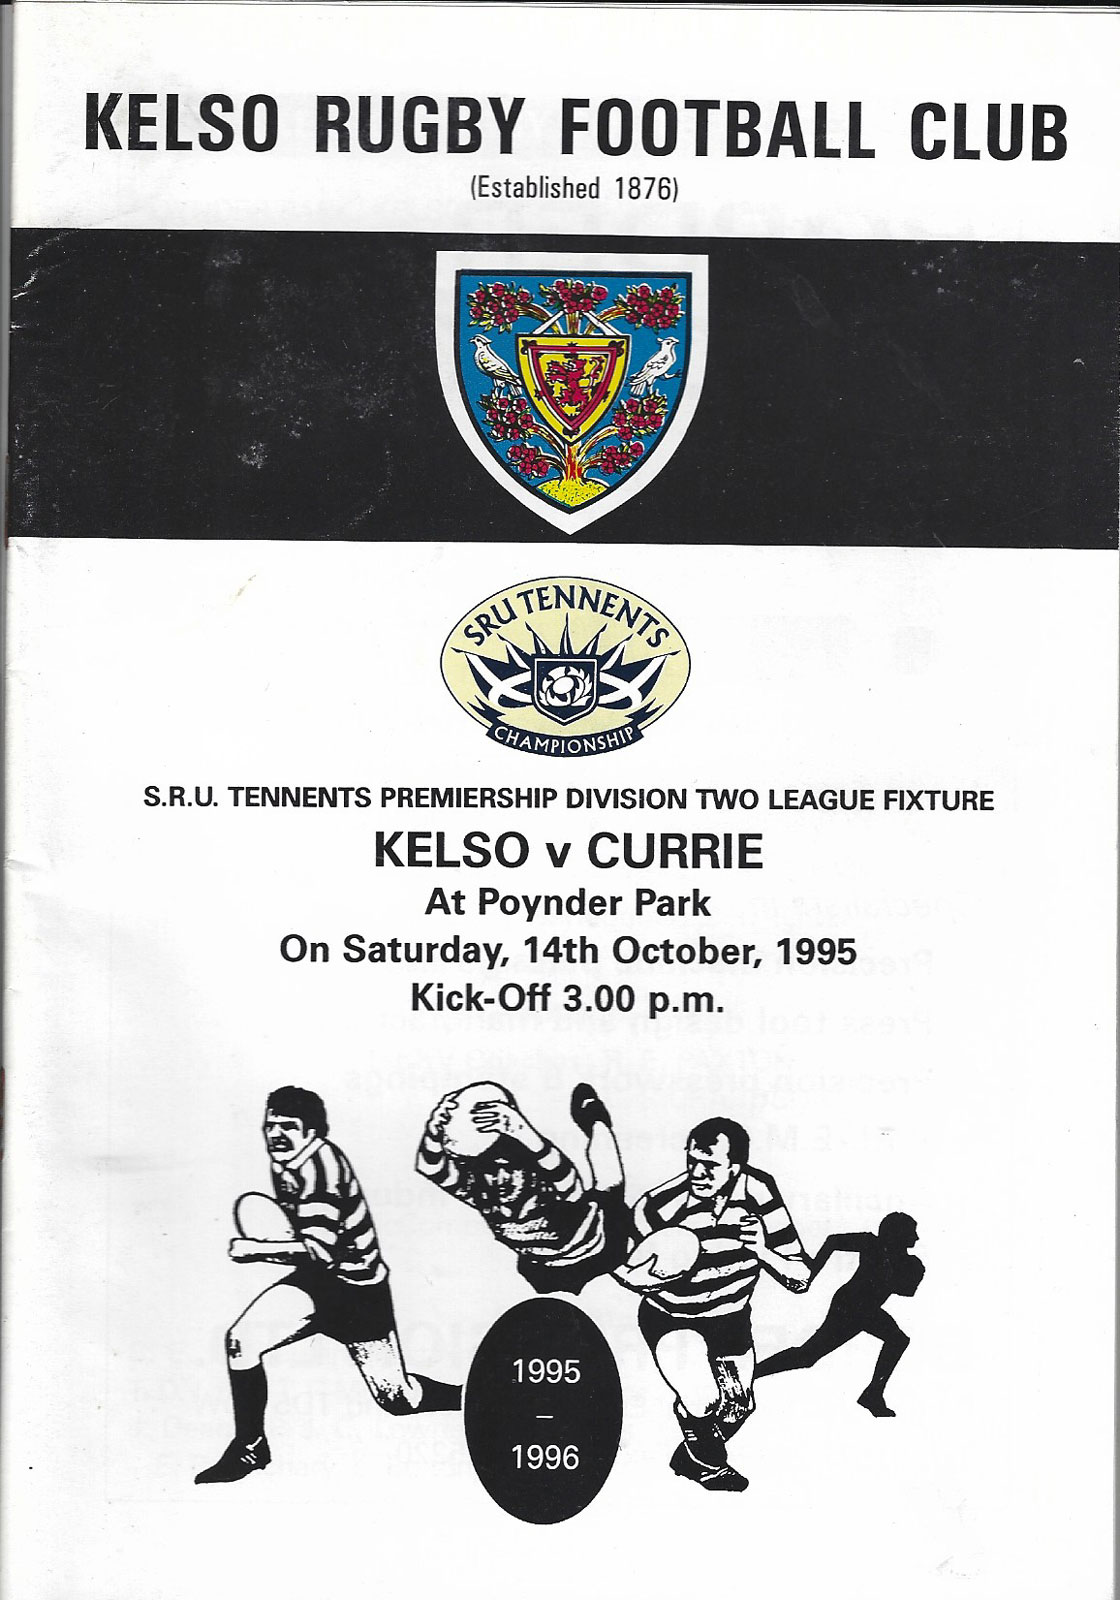 KELSO RUGBY FOOTBALL CLUB
(Established 1876)
SRU TENNENTS
CHAMPIONSHIP
S.R.U. TENNENTS PREMIERSHIP DIVISION TWO LEAGUE FIXTURE
KELSO v CURRIE
At Poynder Park
On Saturday, 14th October, 1995
Kick-Off 3.00 p.m.
1995
–
1996